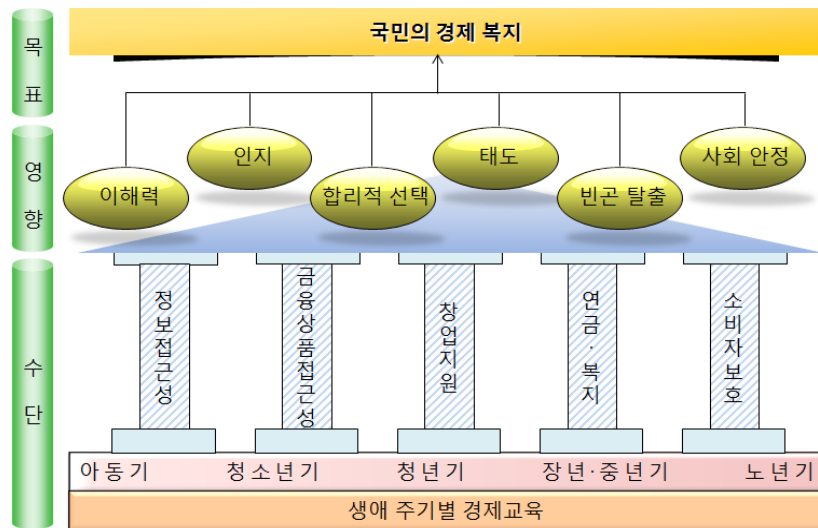 목표
국민의 경제 복지
영향
인지
태도
사회 안정
이해력
합리적 선택
빈곤 탈출
수단
정보접근성
금융상품접근성
창업지원
연금·복지
소비자보호
아동기 청소년기 청년기 장년·중년기 노년기
생애 주기별 경제교육